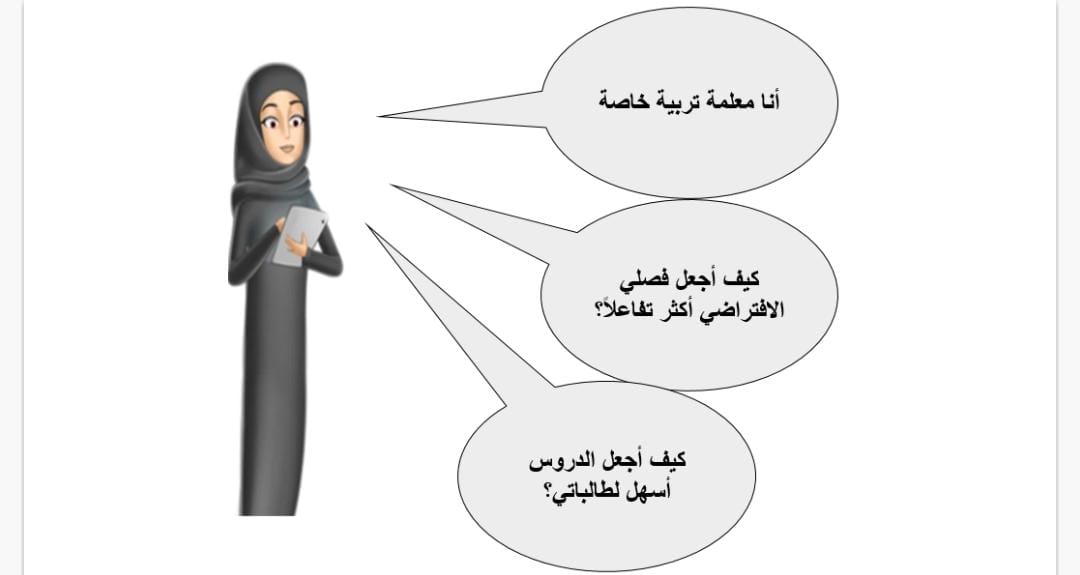 أنا معلمة تربية خاصة
كيف أجعل فصلي
الافتراضي أكثر تفاعلاً؟
كيف أجعل الدروس
أسهل لطالباتي؟